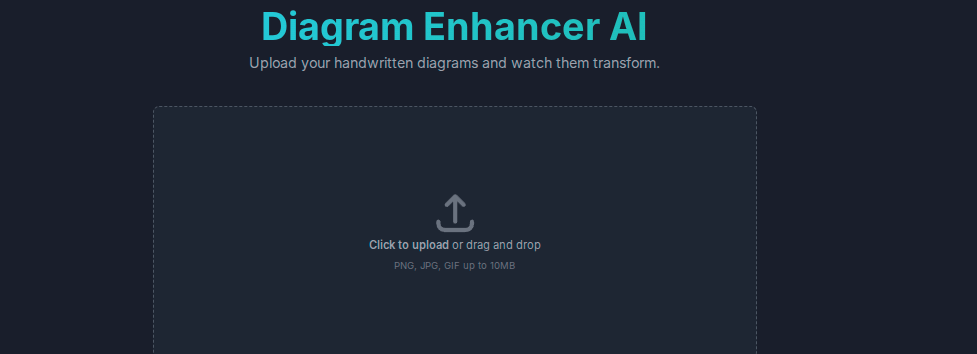 Diagram Enhancer AI
Upload your handwritten diagrams and watch them transform.
Click to upload or drag and drop
PNG, JPG, GIF up to 10MB